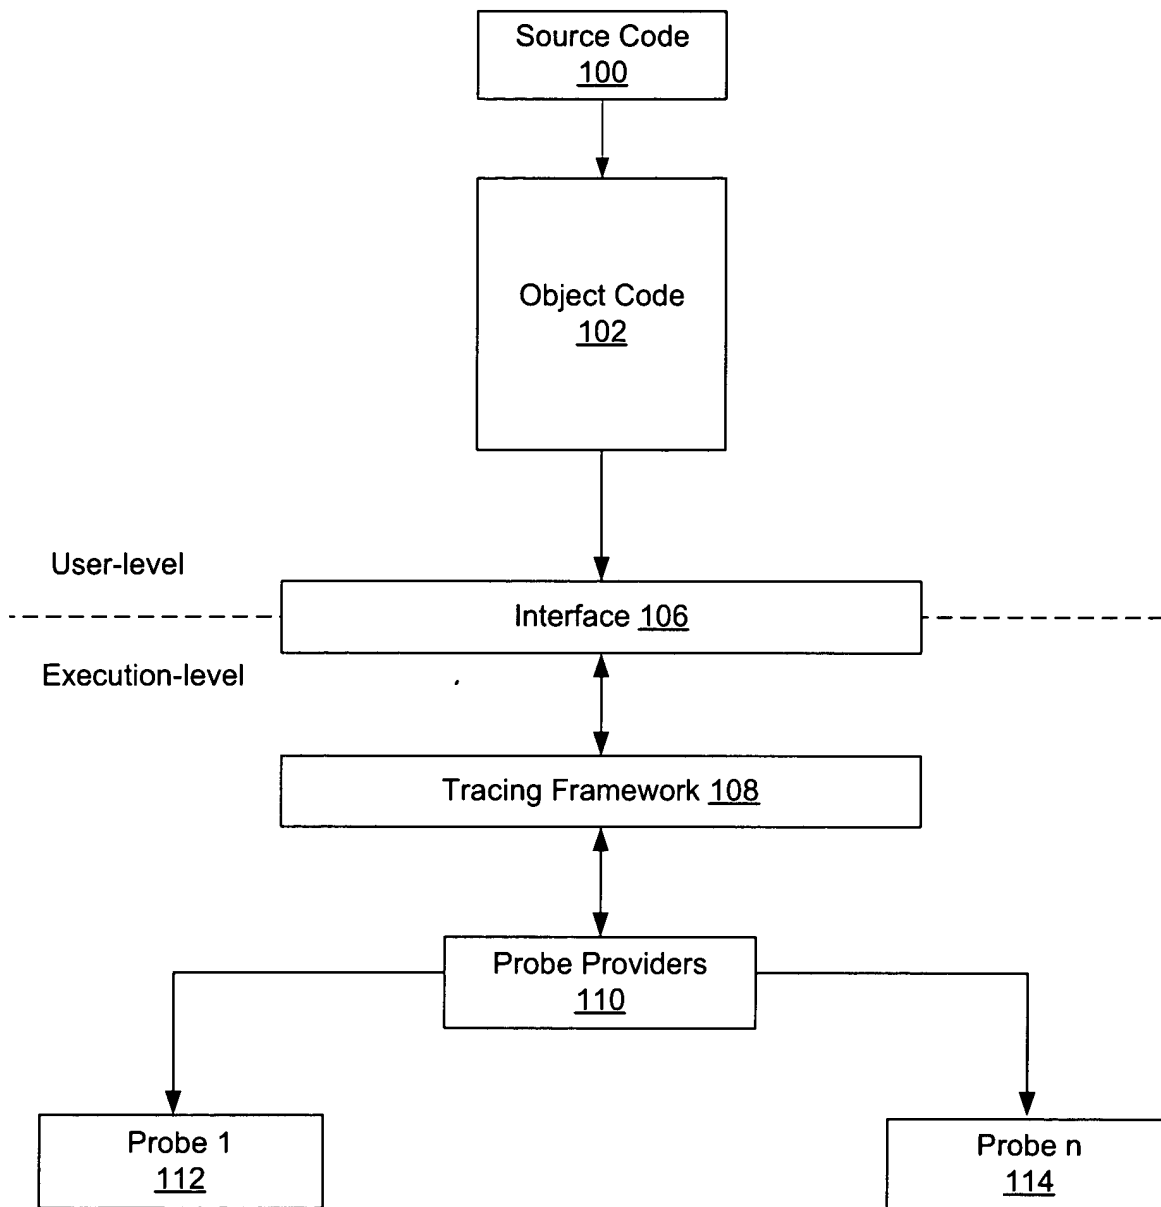 Source Code
100
Object Code
102
User-level
Interface 106
Execution-level
Tracing Framework 108
Probe Providers
110
Probe 1
112
Probe n
114